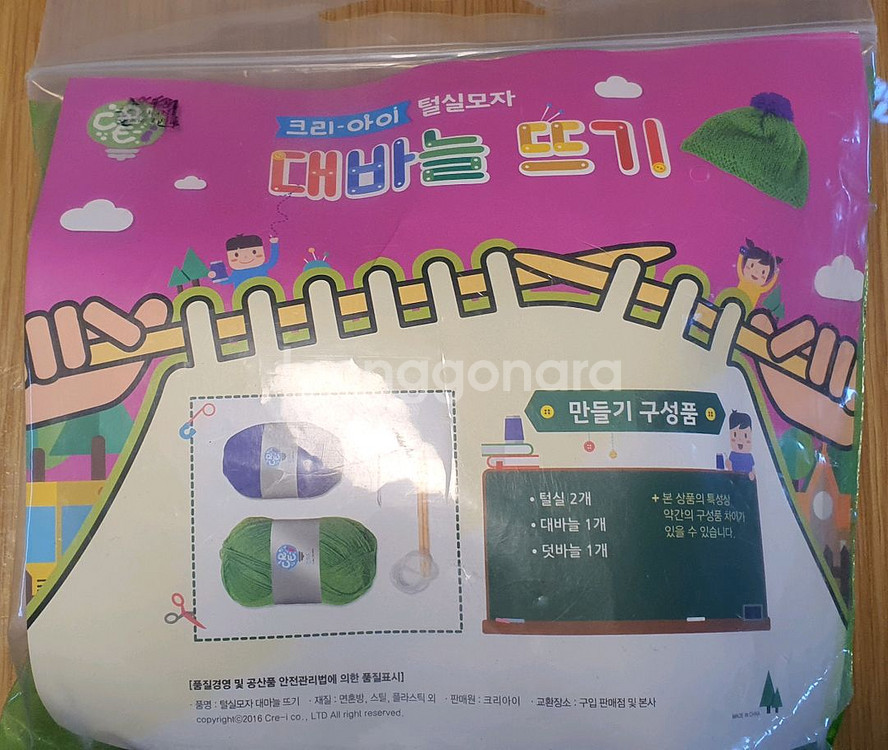 크리-아이 털실모자
대바늘 뜨기
만들기 구성품
• 털실 2개
• 대바늘 1개
• 돗바늘 1개
+ 본 상품의 특성상
약간의 구성품 차이가
있을 수 있습니다.
[품질경영 및 공산품 안전관리법에 의한 품질표시]
· 품명 : 털실모자 대바늘 뜨기 · 재질 : 면혼방, 스틸, 플라스틱 외 · 판매원 : 크리아이 · 교환장소 : 구입 판매점 및 본사
copyright©2016 Cre-i co., LTD All right reserved.
MADE IN CHINA